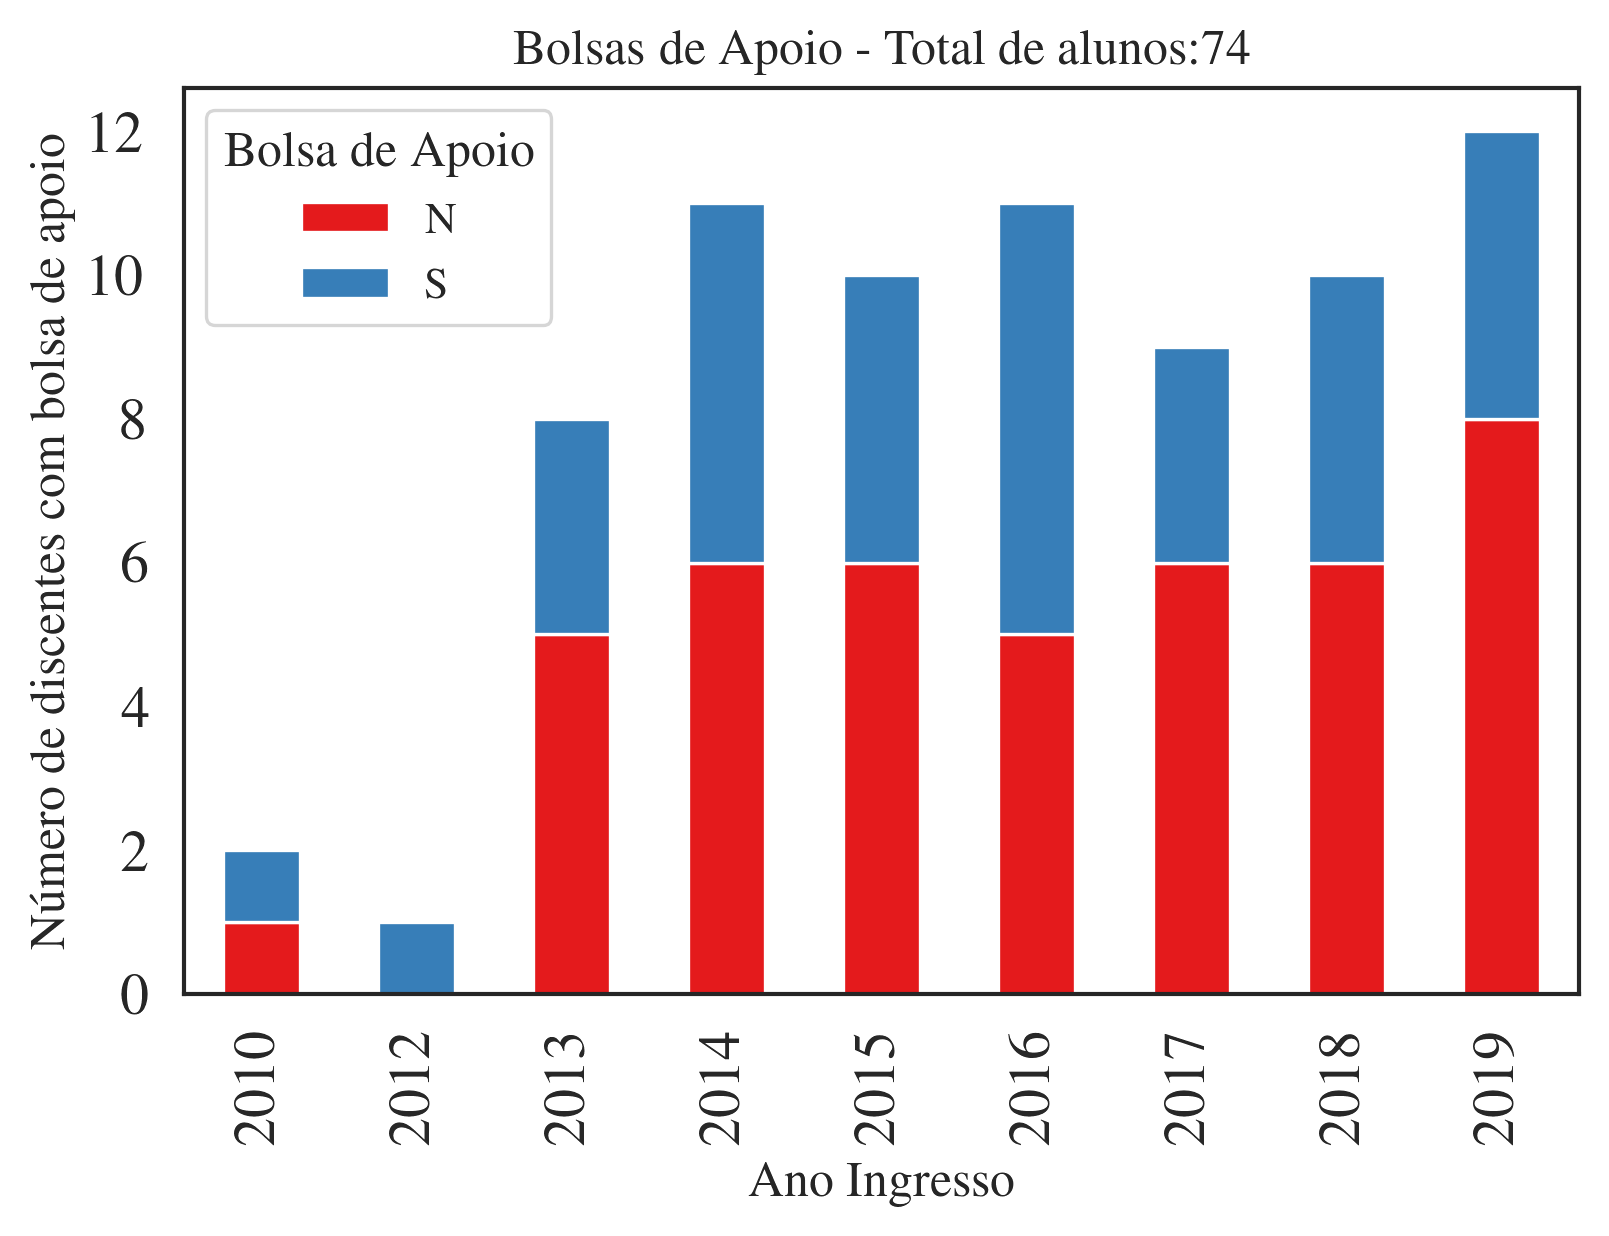 Bolsas de Apoio - Total de alunos:74
Número de discentes com bolsa de apoio
12
10
8
6
4
2
0
Bolsa de Apoio
N
S
2010
2012
2013
2014
2015
2016
2017
2018
2019
Ano Ingresso